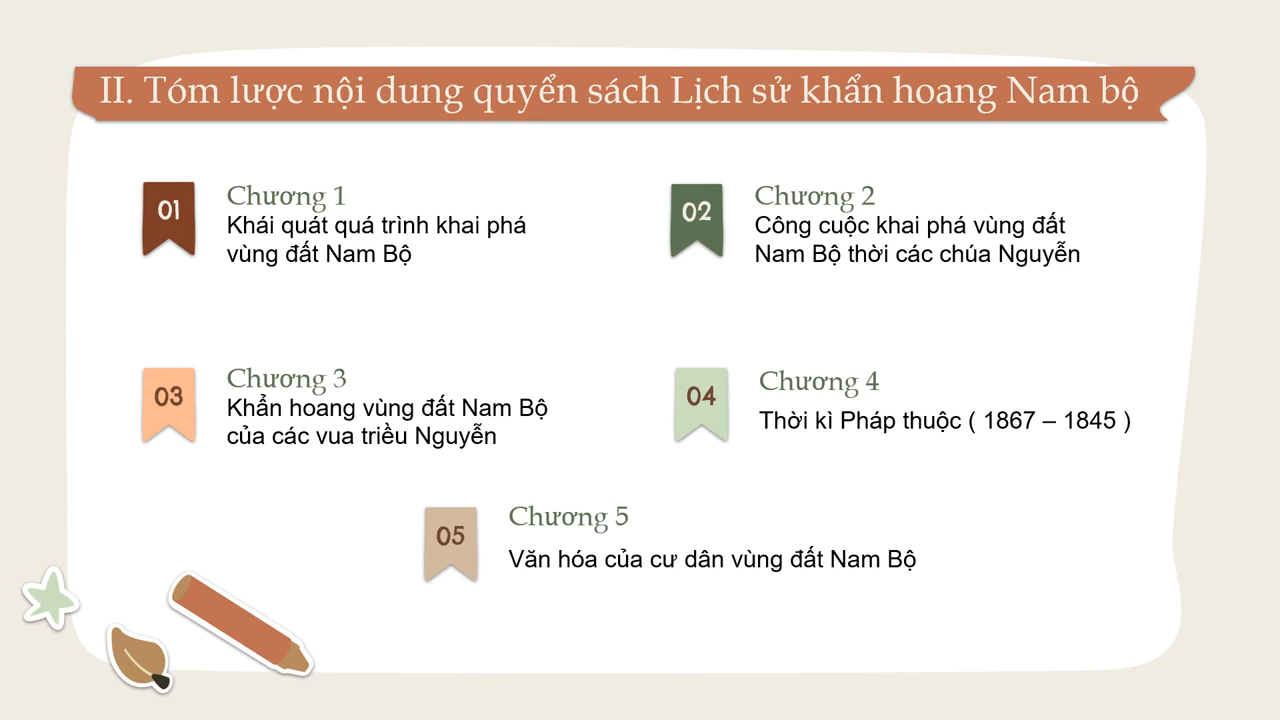 II. Tóm lược nội dung quyển sách Lịch sử khẩn hoang Nam bộ
01
Chương 1
Khái quát quá trình khai phá
vùng đất Nam Bộ
02
Chương 2
Công cuộc khai phá vùng đất
Nam Bộ thời các chúa Nguyễn
03
Chương 3
Khẩn hoang vùng đất Nam Bộ
của các vua triều Nguyễn
04
Chương 4
Thời kì Pháp thuộc ( 1867 – 1845 )
05
Chương 5
Văn hóa của cư dân vùng đất Nam Bộ